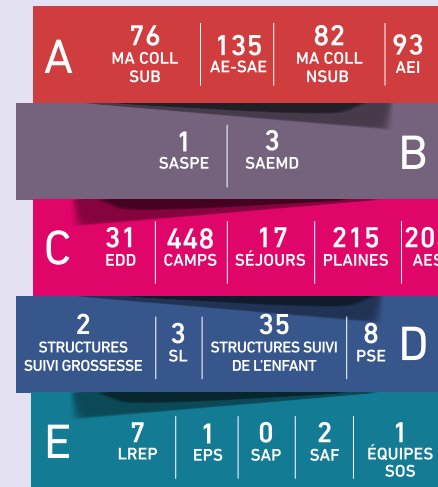 A
76
MA COLL
SUB
135
AE-SAE
82
MA COLL
NSUB
93
AEI
1
SASPE
3
SAEMD
B
C
31
EDD
448
CAMPS
17
SÉJOURS
215
PLAINES
20
AES
2
STRUCTURES
SUIVI GROSSESSE
3
SL
35
STRUCTURES SUIVI
DE L'ENFANT
8
PSE
D
E
7
LREP
1
EPS
0
SAP
2
SAF
1
ÉQUIPES
SOS